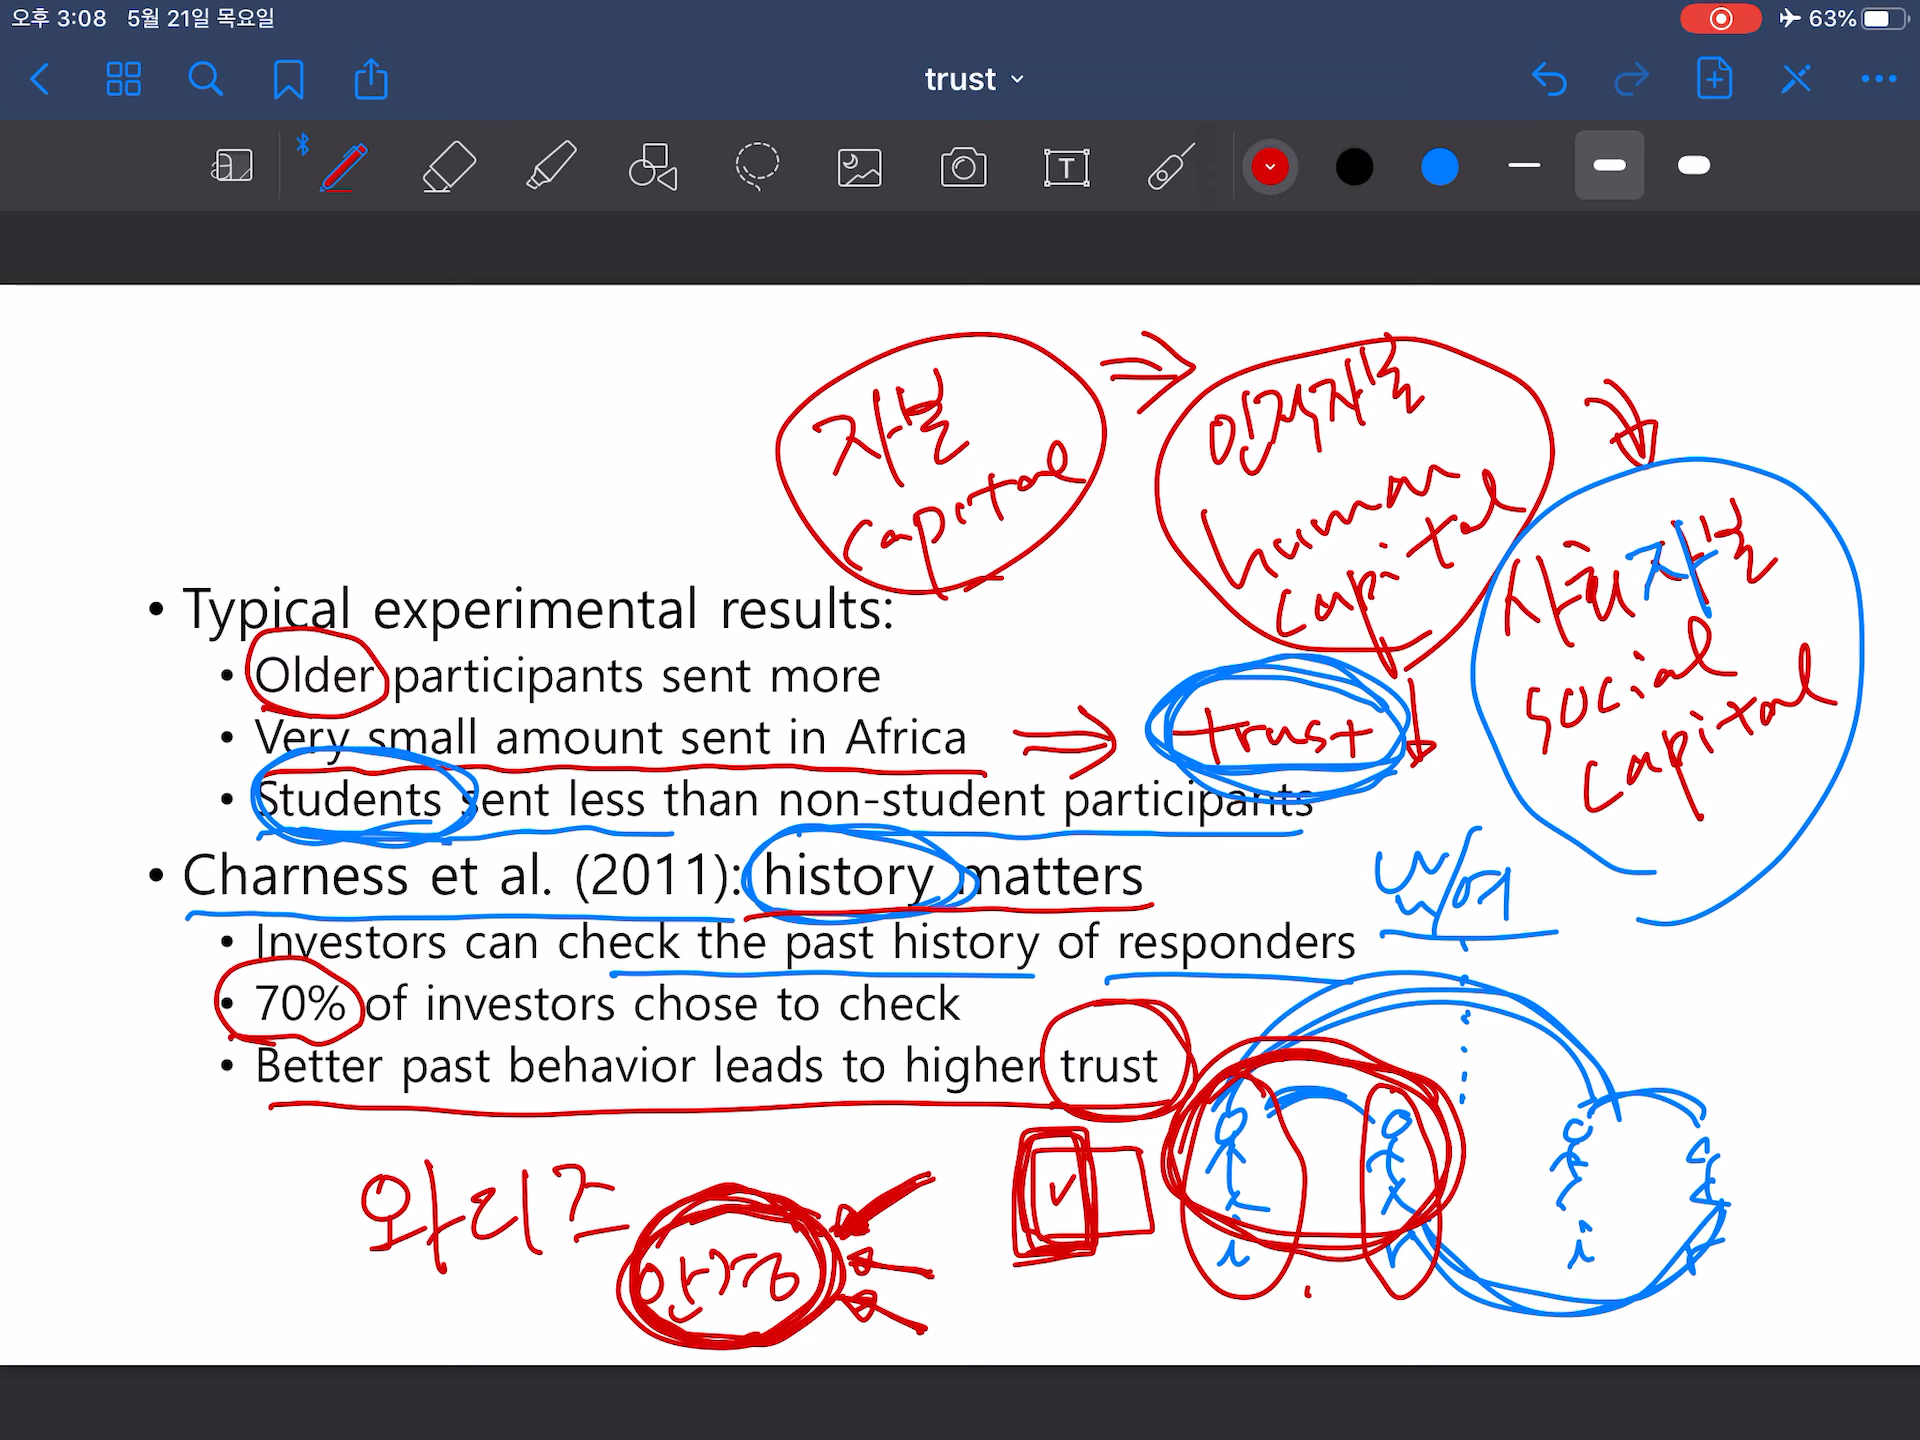 오후 3:08 5월 21일 목요일
63%
trust
자본
capital
인적자본
human
capital
사회자본
social
capital
• Typical experimental results:
• Older participants sent more
• Very small amount sent in Africa
trust
• Students sent less than non-student participants
• Charness et al. (2011): history matters
• Investors can check the past history of responders
• 70% of investors chose to check
• Better past behavior leads to higher trust
와디즈
i
r
i
r